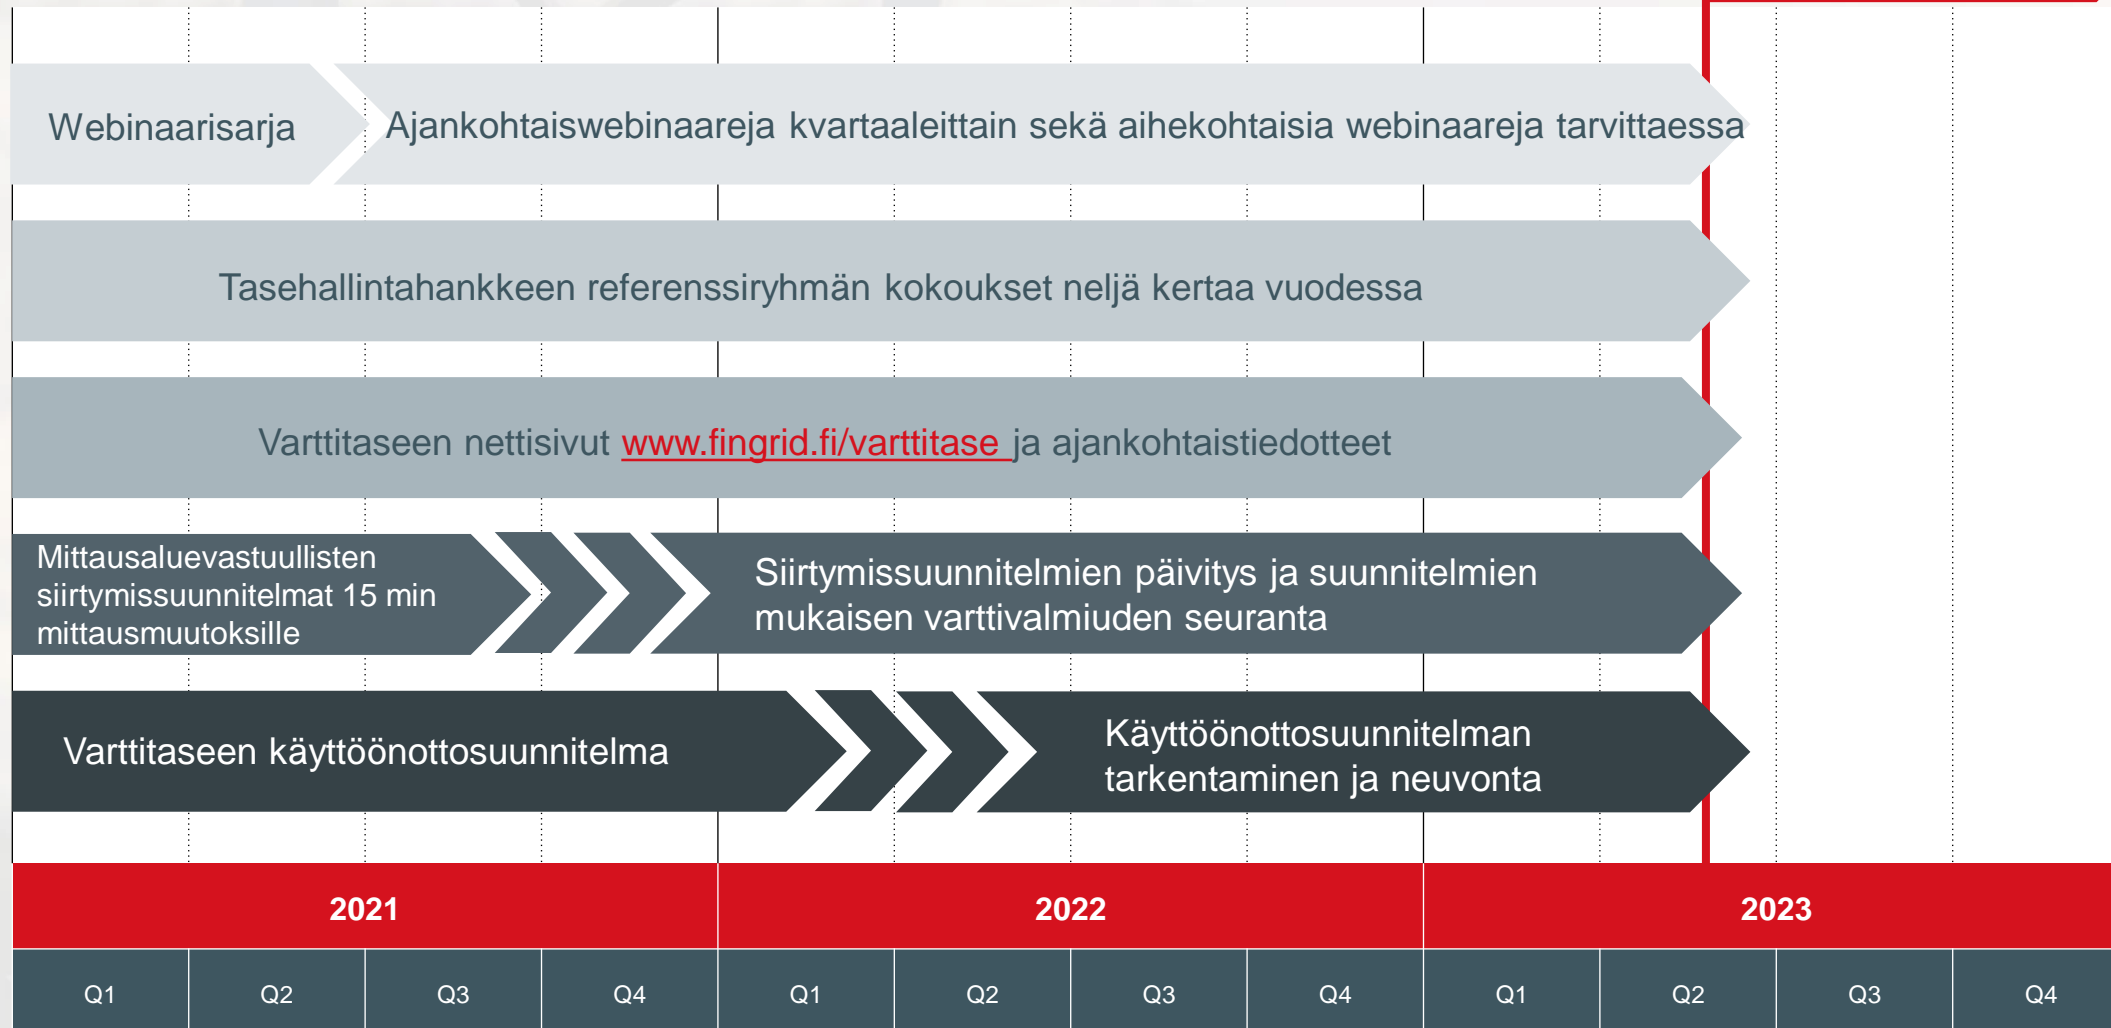 Webinaarisarja
Ajankohtaiswebinaareja kvartaaleittain sekä aihekohtaisia webinaareja tarvittaessa
Tasehallintahankkeen referenssiryhmän kokoukset neljä kertaa vuodessa
Varttitaseen nettisivut www.fingrid.fi/varttitase ja ajankohtaistiedotteet
Mittausaluevastuullisten
siirtymissuunnitelmat 15 min
mittausmuutoksille
Siirtymissuunnitelmien päivitys ja suunnitelmien
mukaisen varttivalmiuden seuranta
Varttitaseen käyttöönottosuunnitelma
Käyttöönottosuunnitelman
tarkentaminen ja neuvonta
2021 2022 2023
Q1 Q2 Q3 Q4 Q1 Q2 Q3 Q4 Q1 Q2 Q3 Q4